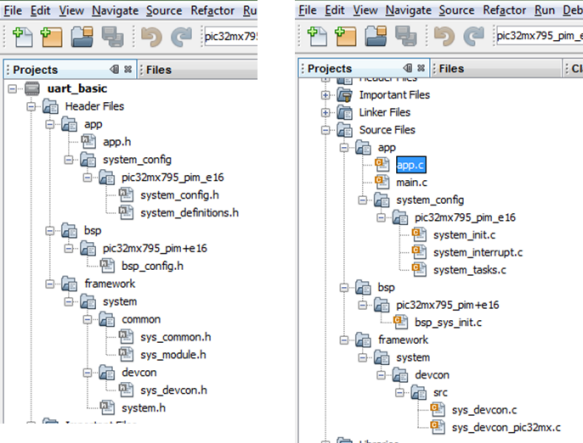 File Edit View Navigate Source Refactor Ru
pic32mx795
Projects
Files
uart_basic
Header Files
app
app.h
system_config
pic32mx795_pim_e16
system_config.h
system_definitions.h
bsp
pic32mx795_pim+e16
bsp_config.h
framework
system
common
sys_common.h
sys_module.h
devcon
sys_devcon.h
system.h
Important Files
File Edit View Navigate Source Refactor Run Deb
pic32mx795_pim_e
Projects
Files
Cl
Header Files
Important Files
Linker Files
Source Files
app
app.c
main.c
system_config
pic32mx795_pim_e16
system_init.c
system_interrupt.c
system_tasks.c
bsp
pic32mx795_pim+e16
bsp_sys_init.c
framework
system
devcon
src
sys_devcon.c
sys_devcon_pic32mx.c
Libraries